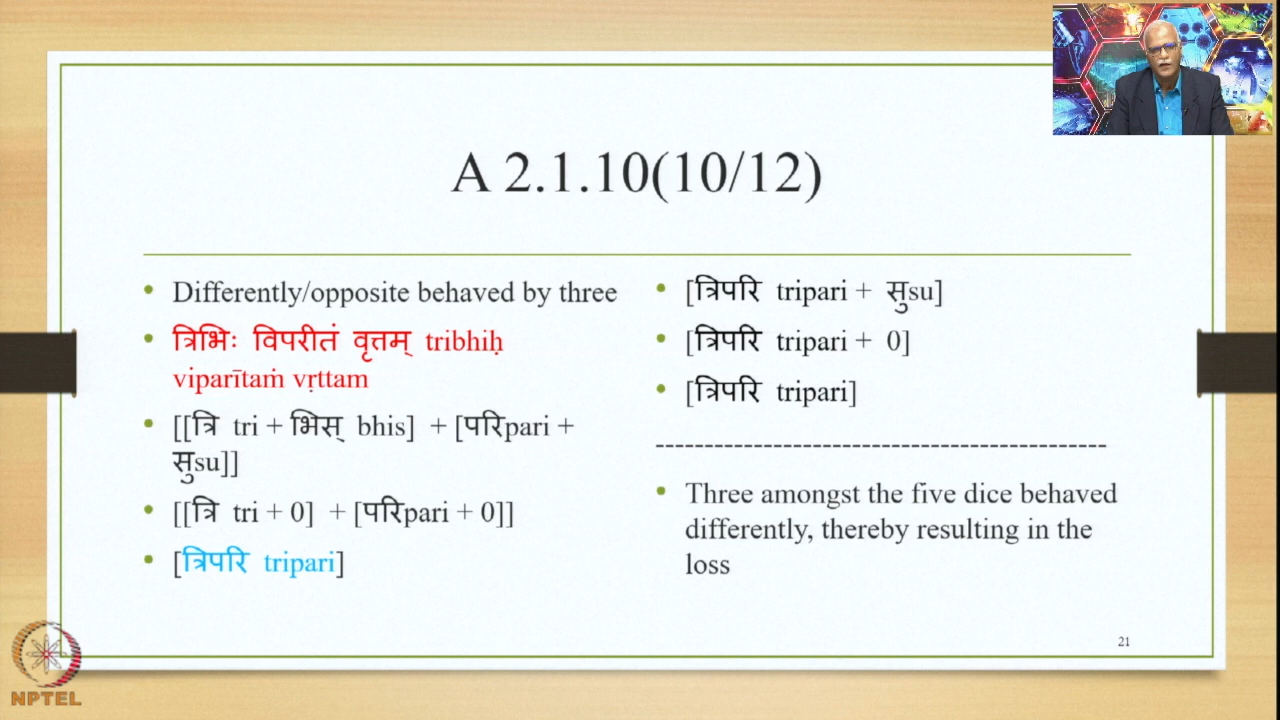 A 2.1.10(10/12)
• Differently/opposite behaved by three
• त्रिभिः विपरीतं वृत्तम् tribhiḥ
viparītaṁ vṛttam
• [[त्रि tri + भिस् bhis] + [परिpari +
सुsu]]
• [[त्रि tri + 0] + [परिpari + 0]]
• [त्रिपरि tripari]
• [त्रिपरि tripari + सुsu]
• [त्रिपरि tripari + 0]
• [त्रिपरि tripari]
---------------------------------------------
• Three amongst the five dice behaved
differently, thereby resulting in the
loss
21
NPTEL